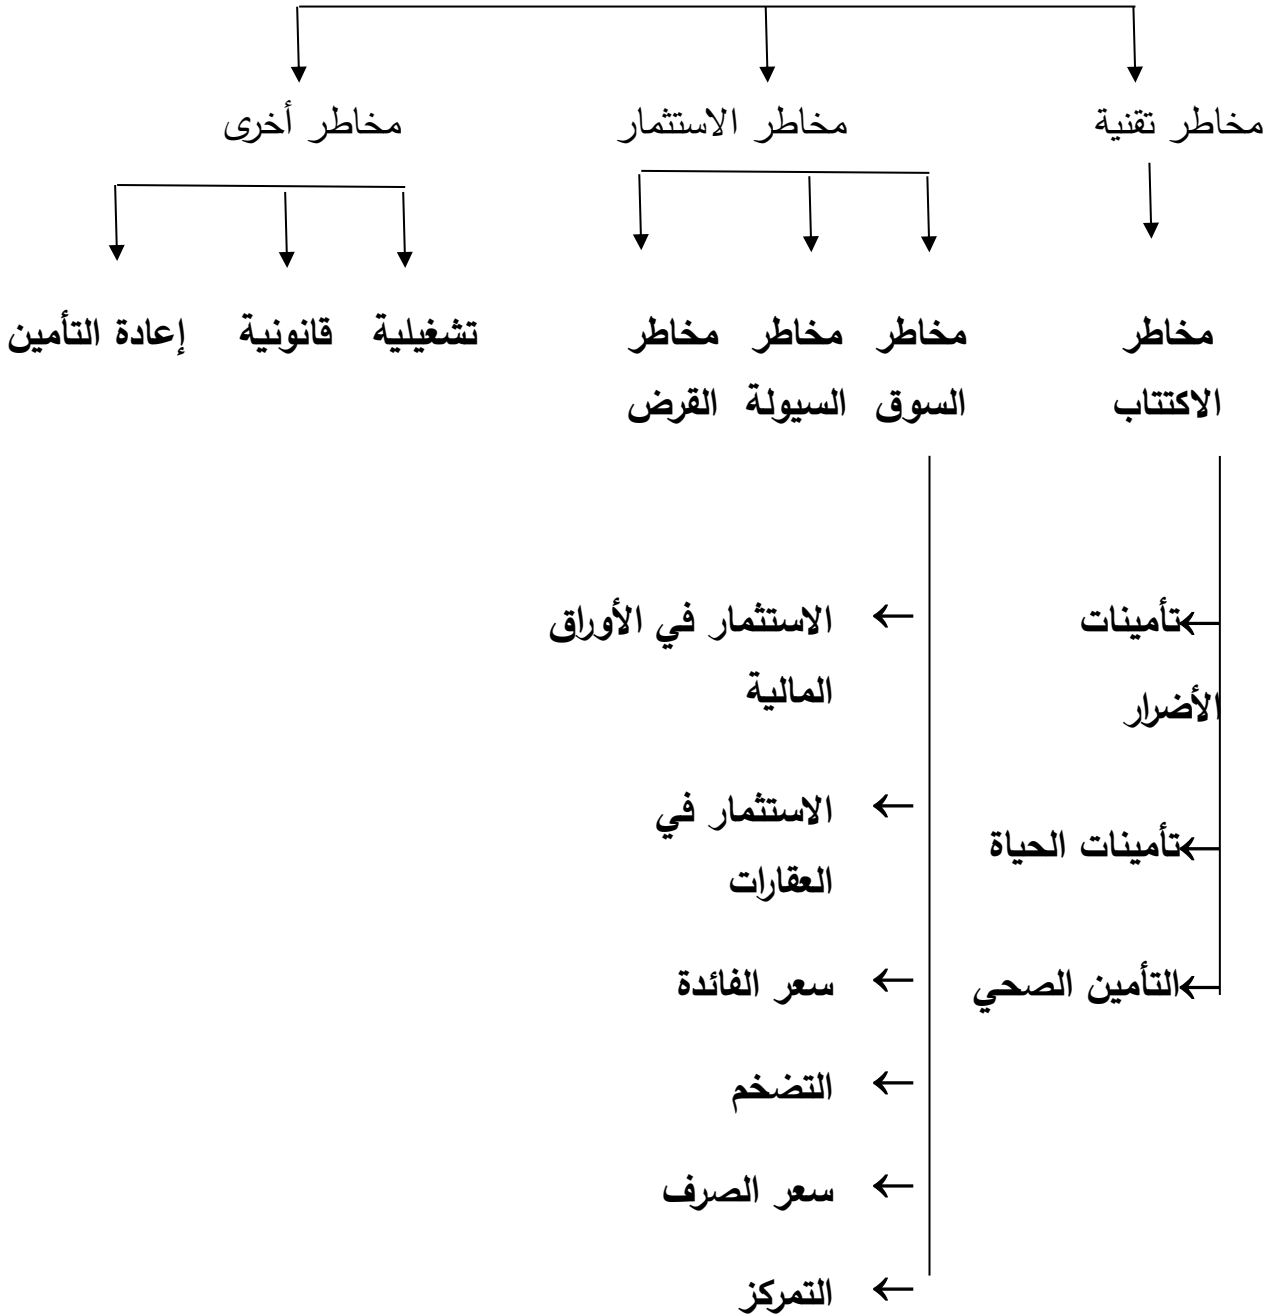 مخاطر تقنية مخاطر الاستثمار مخاطر أخرى
مخاطر مخاطر مخاطر مخاطر تشغيلية قانونية إعادة التأمين
الاكتتاب السوق السيولة القرض
تأمينات
الأضرار
تأمينات الحياة
التأمين الصحي
الاستثمار في الأوراق
المالية
الاستثمار في
العقارات
سعر الفائدة
التضخم
سعر الصرف
التمركز